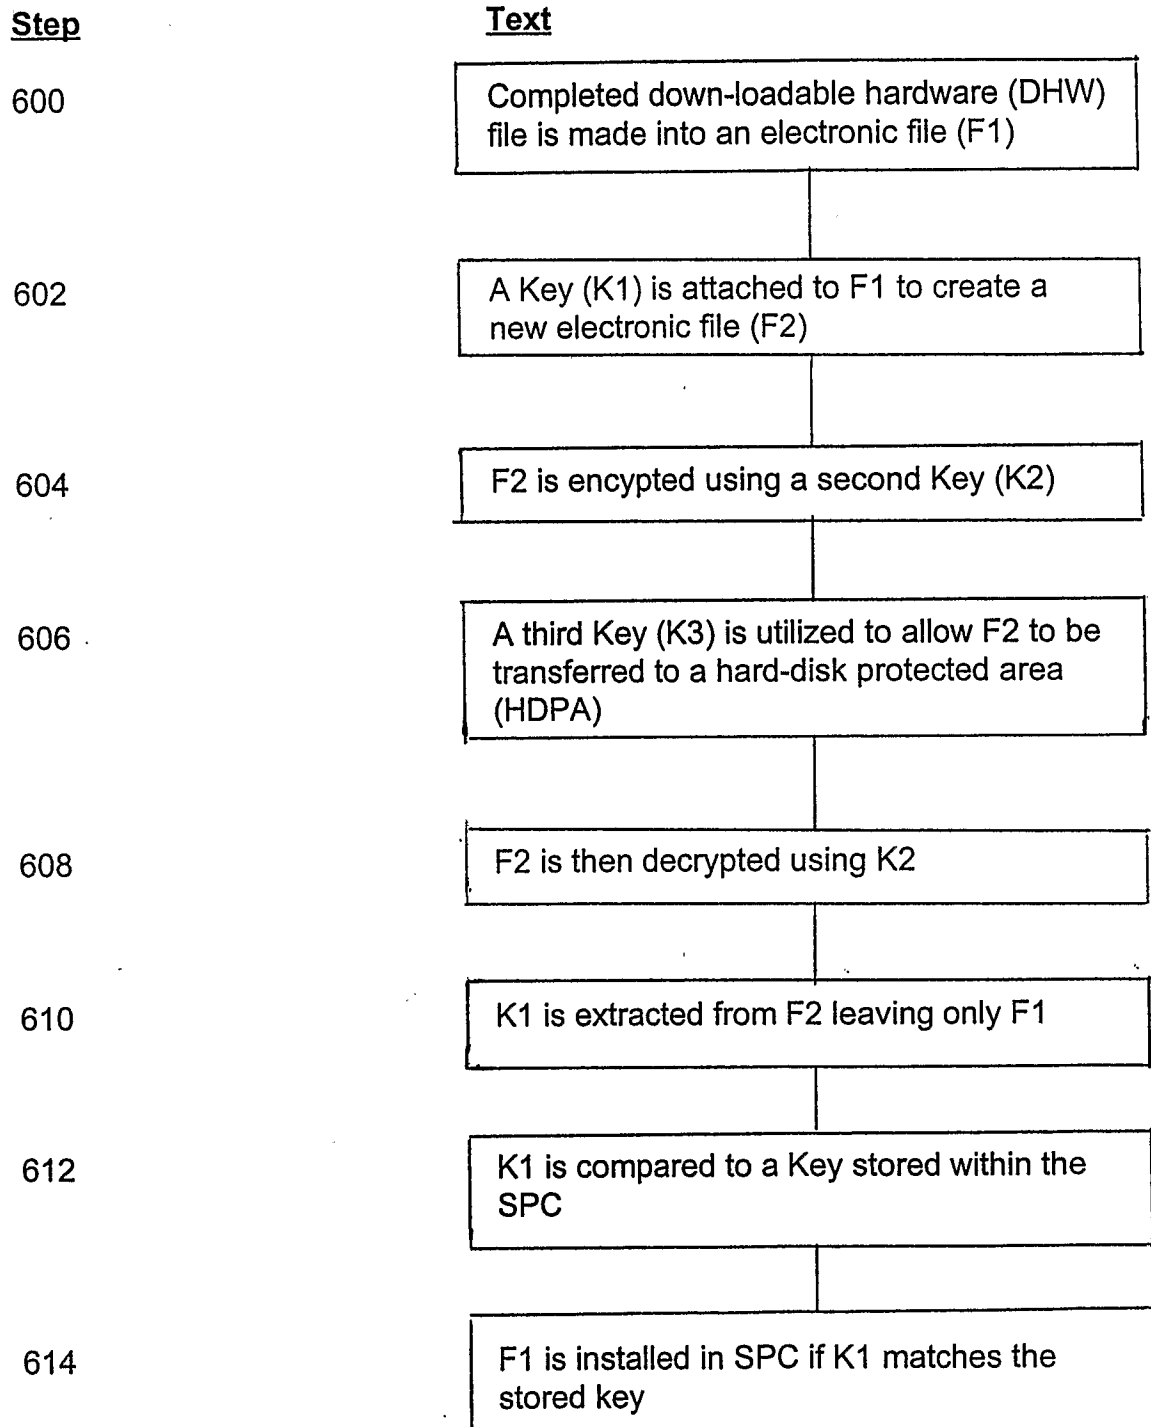 Step Text
600 Completed down-loadable hardware (DHW)
file is made into an electronic file (F1)
602 A Key (K1) is attached to F1 to create a
new electronic file (F2)
604 F2 is encypted using a second Key (K2)
606 A third Key (K3) is utilized to allow F2 to be
transferred to a hard-disk protected area
(HDPA)
608 F2 is then decrypted using K2
610 K1 is extracted from F2 leaving only F1
612 K1 is compared to a Key stored within the
SPC
614 F1 is installed in SPC if K1 matches the
stored key